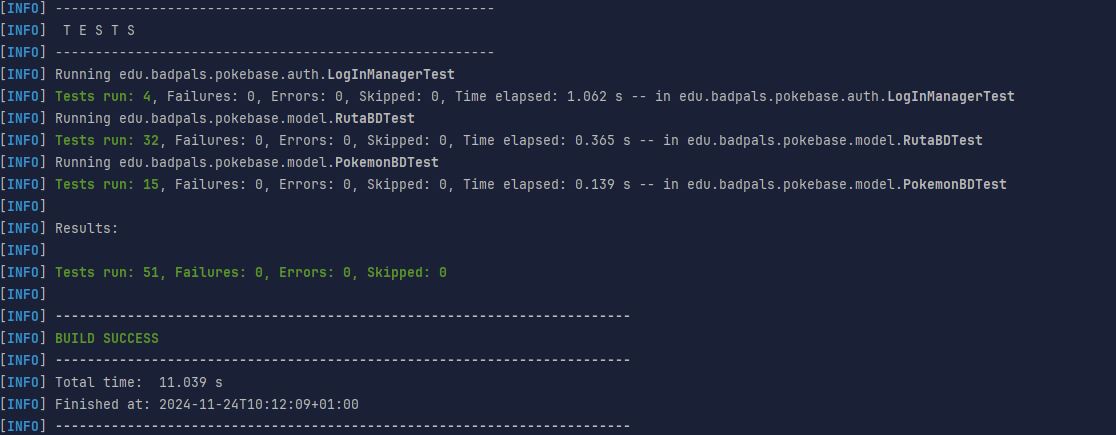 [INFO] -------------------------------------------------------
[INFO]  T E S T S
[INFO] -------------------------------------------------------
[INFO] Running edu.badpals.pokebase.auth.LogInManagerTest
[INFO] Tests run: 4, Failures: 0, Errors: 0, Skipped: 0, Time elapsed: 1.062 s -- in edu.badpals.pokebase.auth.LogInManagerTest
[INFO] Running edu.badpals.pokebase.model.RutaBDTest
[INFO] Tests run: 32, Failures: 0, Errors: 0, Skipped: 0, Time elapsed: 0.365 s -- in edu.badpals.pokebase.model.RutaBDTest
[INFO] Running edu.badpals.pokebase.model.PokemonBDTest
[INFO] Tests run: 15, Failures: 0, Errors: 0, Skipped: 0, Time elapsed: 0.139 s -- in edu.badpals.pokebase.model.PokemonBDTest
[INFO]
[INFO] Results:
[INFO]
[INFO] Tests run: 51, Failures: 0, Errors: 0, Skipped: 0
[INFO]
[INFO] ------------------------------------------------------------------------
[INFO] BUILD SUCCESS
[INFO] ------------------------------------------------------------------------
[INFO] Total time:  11.039 s
[INFO] Finished at: 2024-11-24T10:12:09+01:00
[INFO] ------------------------------------------------------------------------